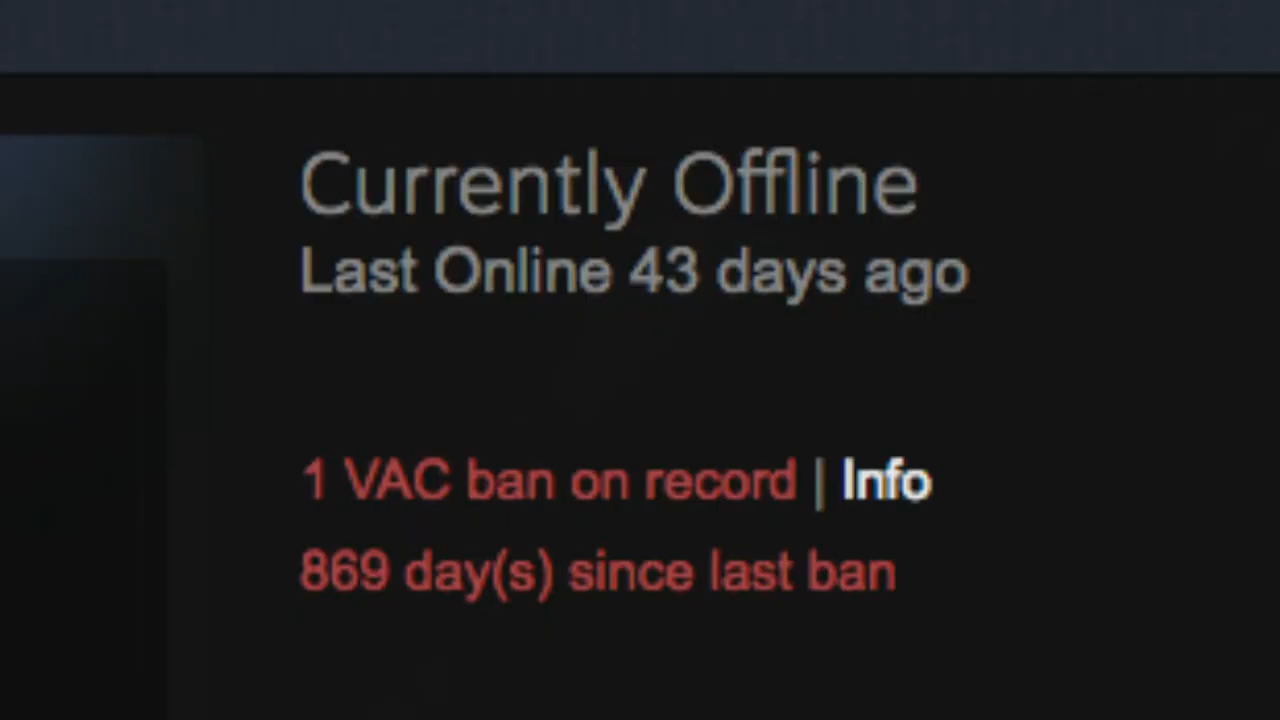 Currently Offline
Last Online 43 days ago
1 VAC ban on record | Info
869 day(s) since last ban